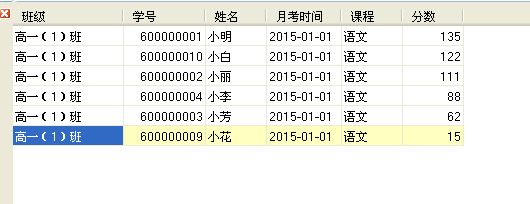 班级 学号 姓名 月考时间 课程 分数
高一（1）班 600000001 小明 2015-01-01 语文 135
高一（1）班 600000010 小白 2015-01-01 语文 122
高一（1）班 600000002 小丽 2015-01-01 语文 111
高一（1）班 600000004 小李 2015-01-01 语文 88
高一（1）班 600000003 小芳 2015-01-01 语文 62
高一（1）班 600000009 小花 2015-01-01 语文 15